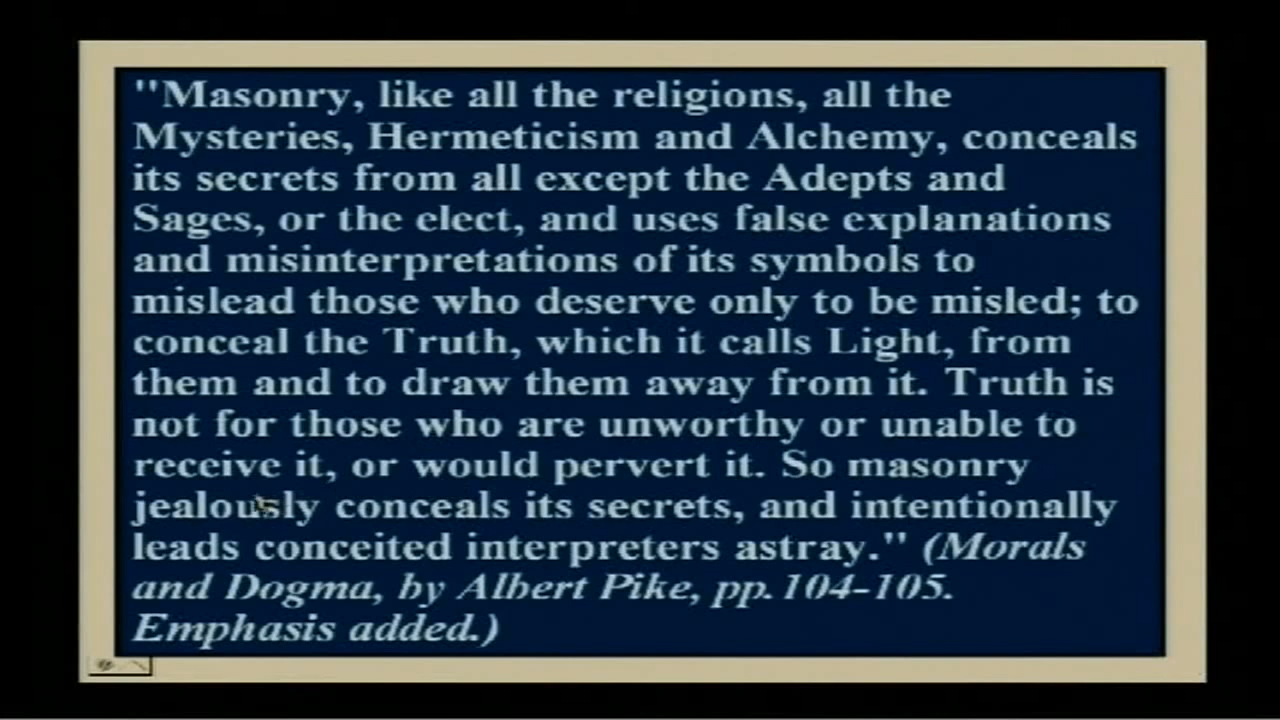 "Masonry, like all the religions, all the
Mysteries, Hermeticism and Alchemy, conceals
its secrets from all except the Adepts and
Sages, or the elect, and uses false explanations
and misinterpretations of its symbols to
mislead those who deserve only to be misled; to
conceal the Truth, which it calls Light, from
them and to draw them away from it. Truth is
not for those who are unworthy or unable to
receive it, or would pervert it. So masonry
jealously conceals its secrets, and intentionally
leads conceited interpreters astray." (Morals
and Dogma, by Albert Pike, pp.104-105.
Emphasis added.)